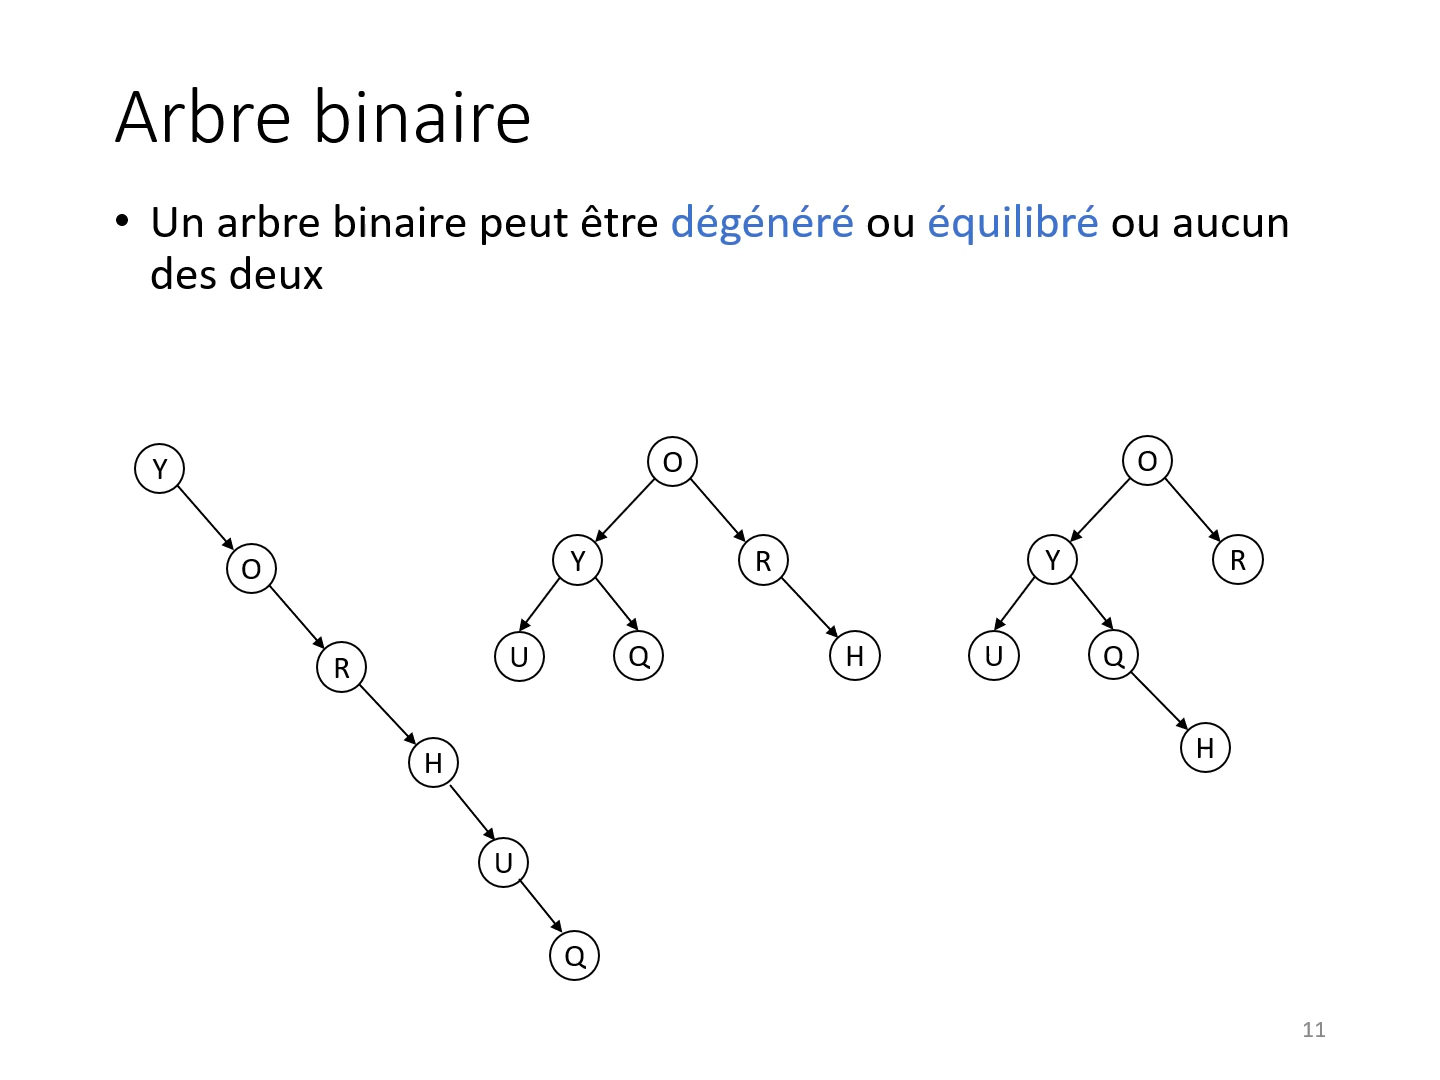 Arbre binaire
• Un arbre binaire peut être dégénéré ou équilibré ou aucun
des deux
Y
O
R
H
U
Q
O
Y
R
U
Q
H
O
Y
R
U
Q
H
11